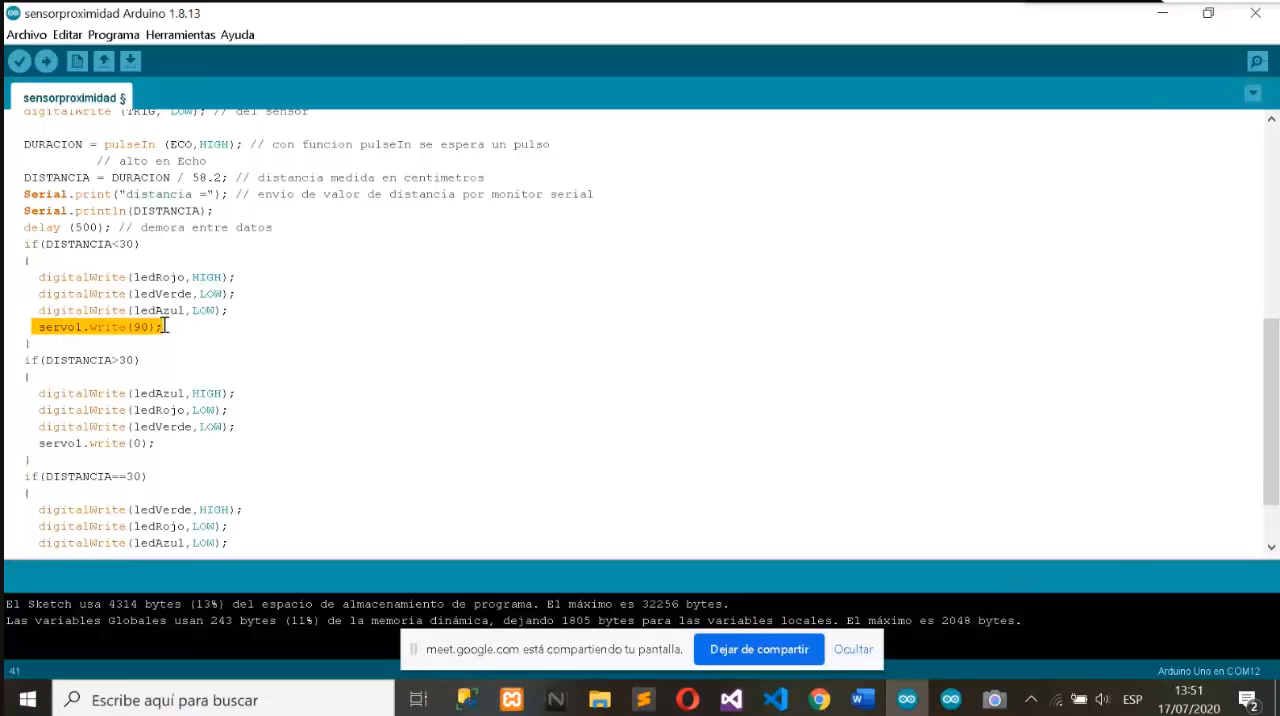 sensorproximidad Arduino 1.8.13
Archivo Editar Programa Herramientas Ayuda
sensorproximidad §
digitalWrite (TRIG, LOW); // del sensor
DURACION = pulseIn (ECO,HIGH); // con funcion pulseIn se espera un pulso
// alto en Echo
DISTANCIA = DURACION / 58.2; // distancia medida en centimetros
Serial.print("distancia ="); // envio de valor de distancia por monitor serial
Serial.println(DISTANCIA);
delay (500); // demora entre datos
if(DISTANCIA<30)
{
digitalWrite(ledRojo,HIGH);
digitalWrite(ledVerde,LOW);
digitalWrite(ledAzul,LOW);
servo1.write(90);
}
if(DISTANCIA>30)
{
digitalWrite(ledAzul,HIGH);
digitalWrite(ledRojo,LOW);
digitalWrite(ledVerde,LOW);
servo1.write(0);
}
if(DISTANCIA==30)
{
digitalWrite(ledVerde,HIGH);
digitalWrite(ledRojo,LOW);
digitalWrite(ledAzul,LOW);
El Sketch usa 4314 bytes (13%) del espacio de almacenamiento de programa. El máximo es 32256 bytes.
Las variables Globales usan 243 bytes (11%) de la memoria dinámica, dejando 1805 bytes para las variables locales. El máximo es 2048 bytes.
meet.google.com está compartiendo tu pantalla. Dejar de compartir Ocultar
41 Arduino Uno en COM12
Escribe aquí para buscar
ESP
13:51
17/07/2020
2